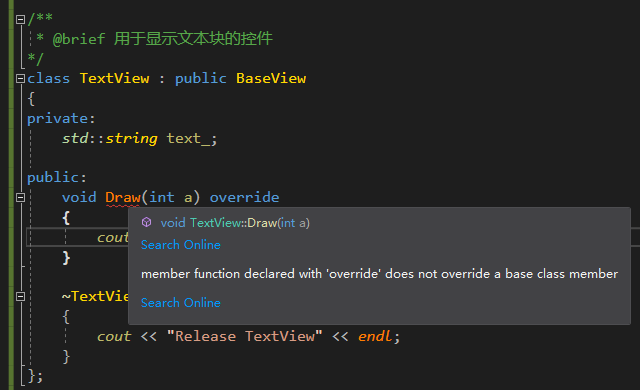 /**
* @brief 用于显示文本块的控件
*/
class TextView : public BaseView
{
private:
std::string text_;
public:
void Draw(int a) override
{
void TextView::Draw(int a)
Search Online
cout
member function declared with 'override' does not override a base class member
}
Search Online
~TextVie
{
cout << "Release TextView" << endl;
}
};